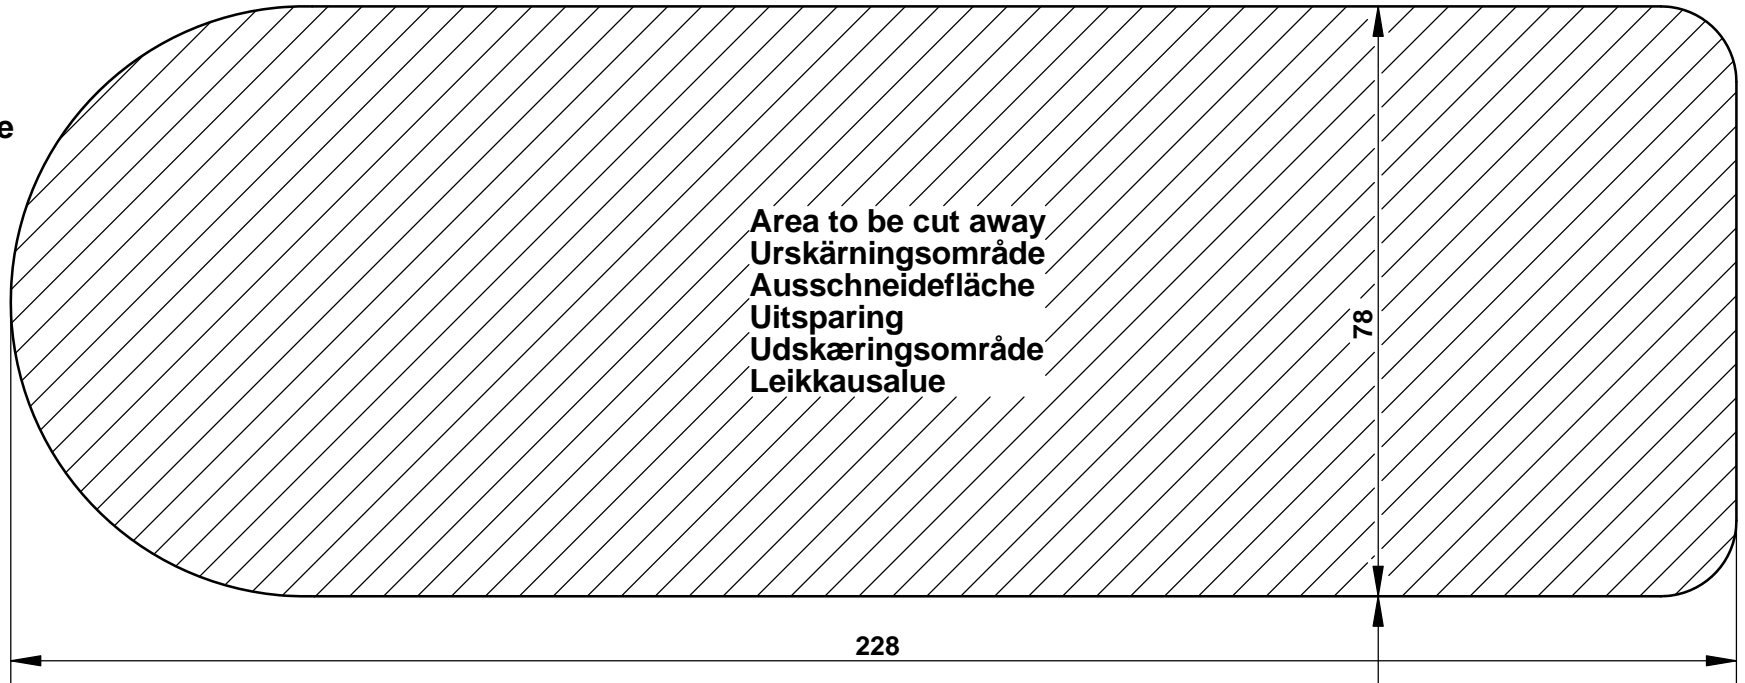 e
Area to be cut away
Urskärningsområde
Ausschneidefläche
Uitsparing
Udskæringsområde
Leikkausalue
78
228